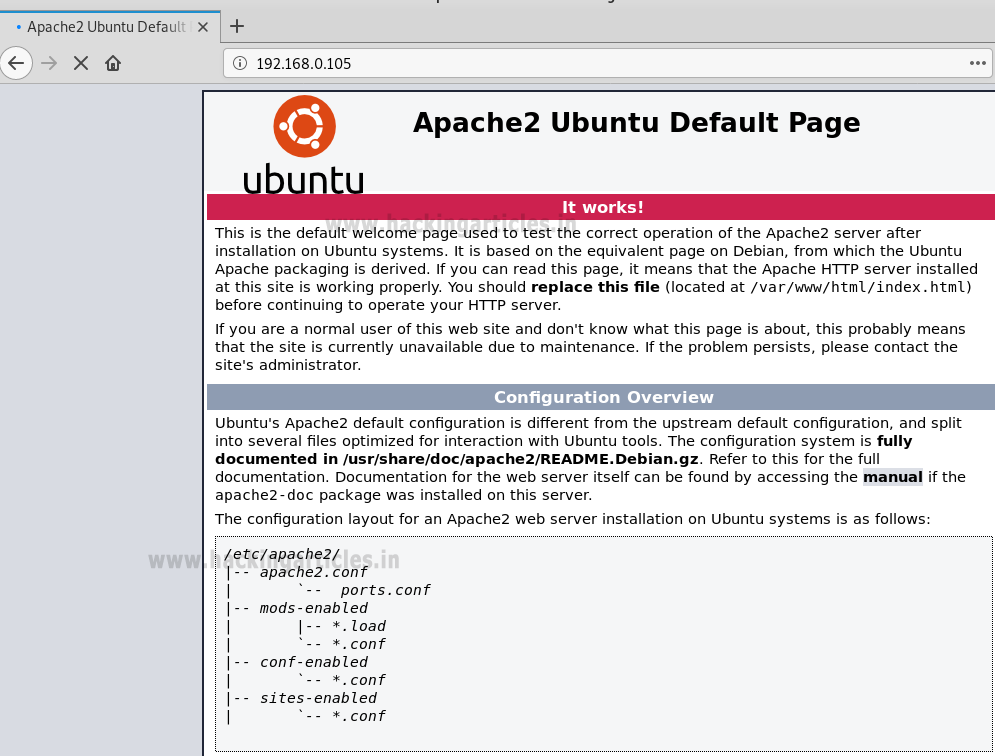 Apache2 Ubuntu Default
192.168.0.105
ubuntu
Apache2 Ubuntu Default Page
It works!
www.hackingarticles.in
This is the default welcome page used to test the correct operation of the Apache2 server after
installation on Ubuntu systems. It is based on the equivalent page on Debian, from which the Ubuntu
Apache packaging is derived. If you can read this page, it means that the Apache HTTP server installed
at this site is working properly. You should replace this file (located at /var/www/html/index.html)
before continuing to operate your HTTP server.
If you are a normal user of this web site and don't know what this page is about, this probably means
that the site is currently unavailable due to maintenance. If the problem persists, please contact the
site's administrator.
Configuration Overview
Ubuntu's Apache2 default configuration is different from the upstream default configuration, and split
into several files optimized for interaction with Ubuntu tools. The configuration system is fully
documented in /usr/share/doc/apache2/README.Debian.gz. Refer to this for the full
documentation. Documentation for the web server itself can be found by accessing the manual if the
apache2-doc package was installed on this server.
The configuration layout for an Apache2 web server installation on Ubuntu systems is as follows:
/etc/apache2/
www.hackingarticles.in
|-- apache2.conf
|       `--  ports.conf
|-- mods-enabled
|       |-- *.load
|       `-- *.conf
|-- conf-enabled
|       `-- *.conf
|-- sites-enabled
|       `-- *.conf